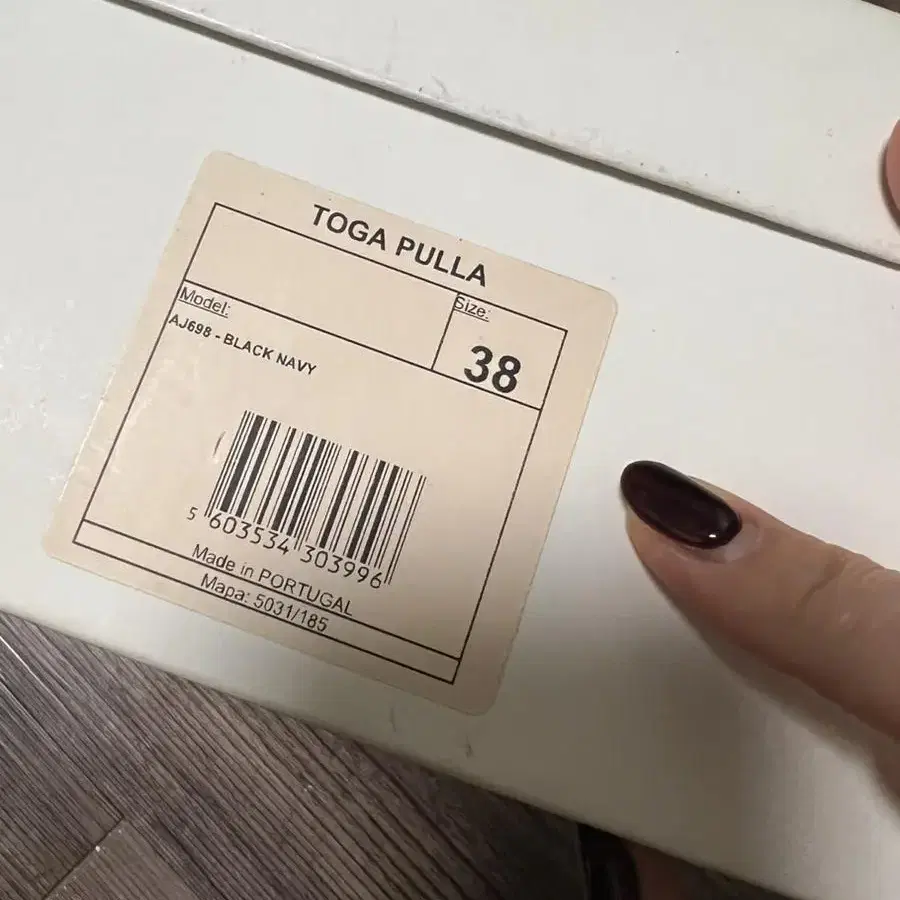 TOGA PULLA
Model:
Size:
AJ698 - BLACK NAVY
38
5 603534 303996
Made in PORTUGAL
Mapa: 5031/185